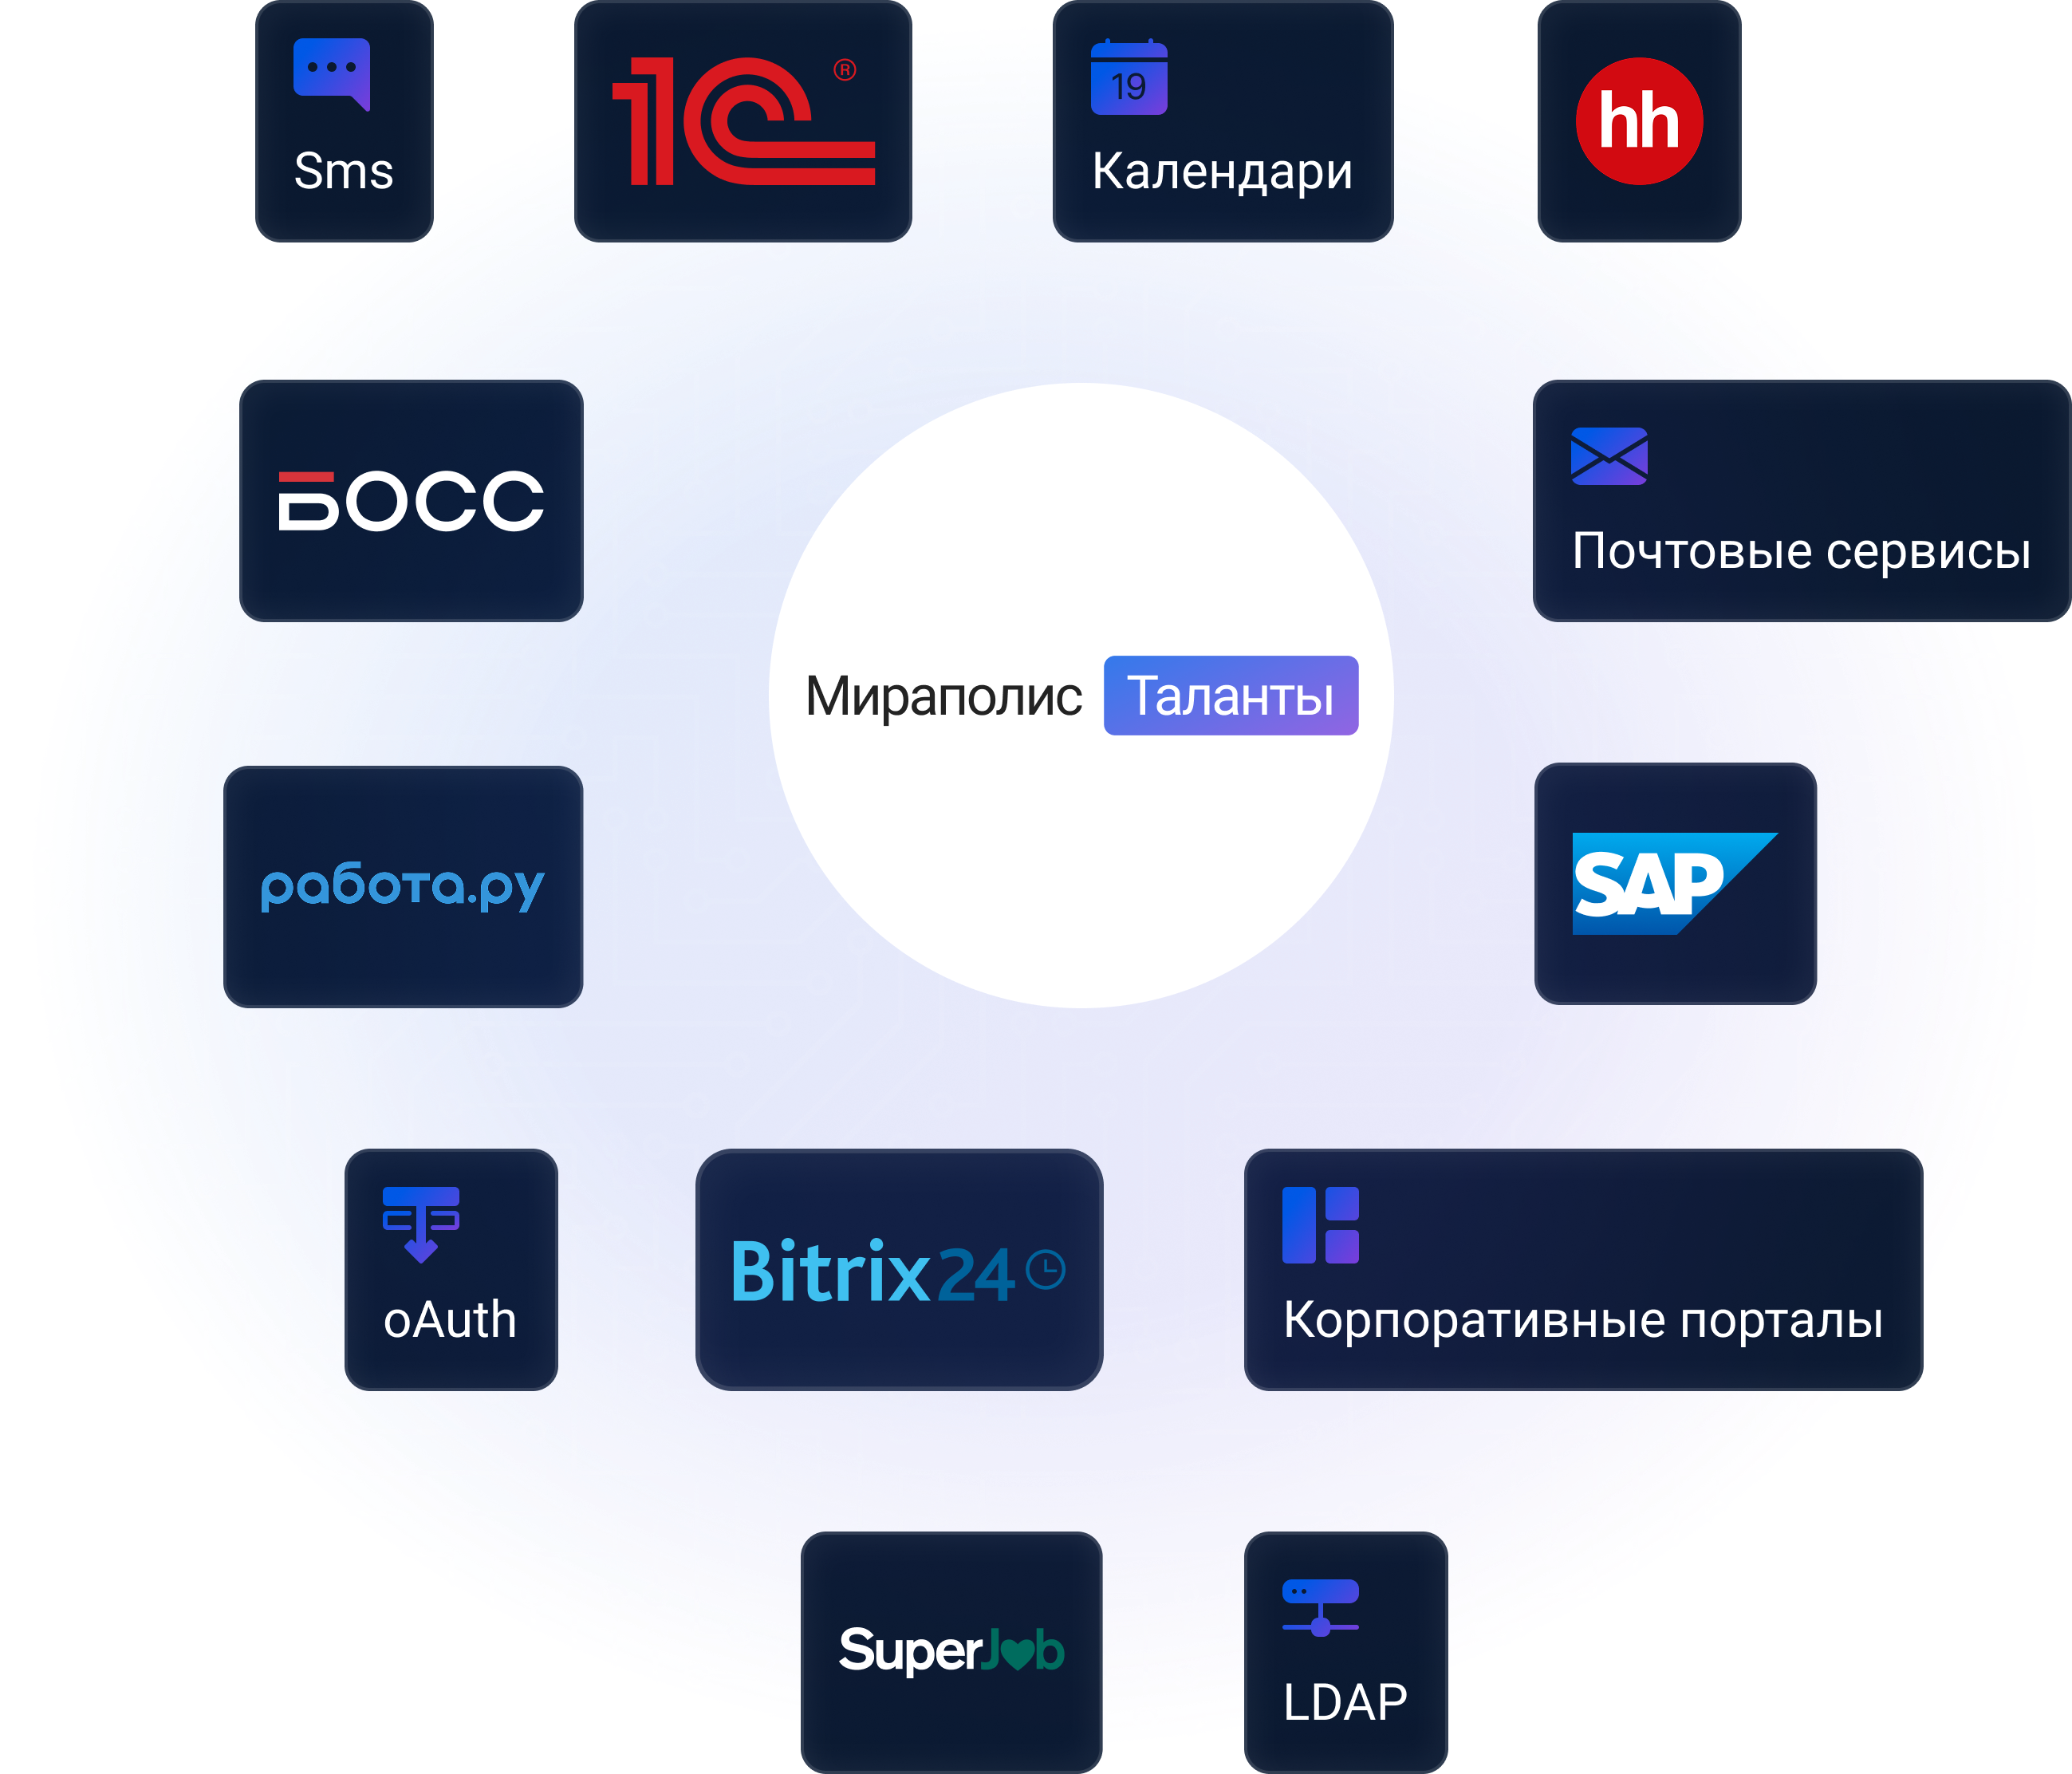 Sms
1С®
19
Календари
hh
БОСС
Почтовые сервисы
Мираполис Таланты
работа.ру
SAP
oAuth
Bitrix24
Корпоративные порталы
SuperJob
LDAP